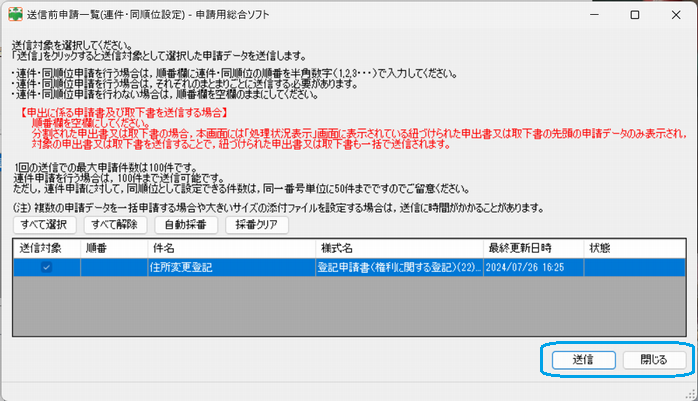 送信前申請一覧(連件・同順位設定) - 申請用総合ソフト
送信対象を選択してください。
「送信」をクリックすると送信対象として選択した申請データを送信します。
・連件・同順位申請を行う場合は，順番欄に連件・同順位の順番を半角数字(1,2,3・・・)で入力してください。
・連件・同順位申請を行う場合は，それぞれのまとまりごとに送信する必要があります。
・連件・同順位申請を行わない場合は，順番欄を空欄のままにしてください。
【申出に係る申請書及び取下書を送信する場合】
順番欄を空欄にしてください。
分割された申出書又は取下書の場合，本画面には「処理状況表示」画面に表示されている紐づけられた申出書又は取下書の先頭の申請データのみ表示され，
対象の申出書又は取下書を送信することで，紐づけられた申出書又は取下書も一括で送信されます。
1回の送信での最大申請件数は100件です。
連件申請を行う場合は，100件まで送信可能です。
ただし，連件申請に対して，同順位として設定できる件数は，同一番号単位に50件までですのでご留意ください。
(注) 複数の申請データを一括申請する場合や大きいサイズの添付ファイルを設定する場合は，送信に時間がかかることがあります。
すべて選択 すべて解除 自動採番 採番クリア
送信対象 順番 件名 様式名 最終更新日時 状態
住所変更登記 登記申請書(権利に関する登記)(22)... 2024/07/26 16:25
送信 閉じる